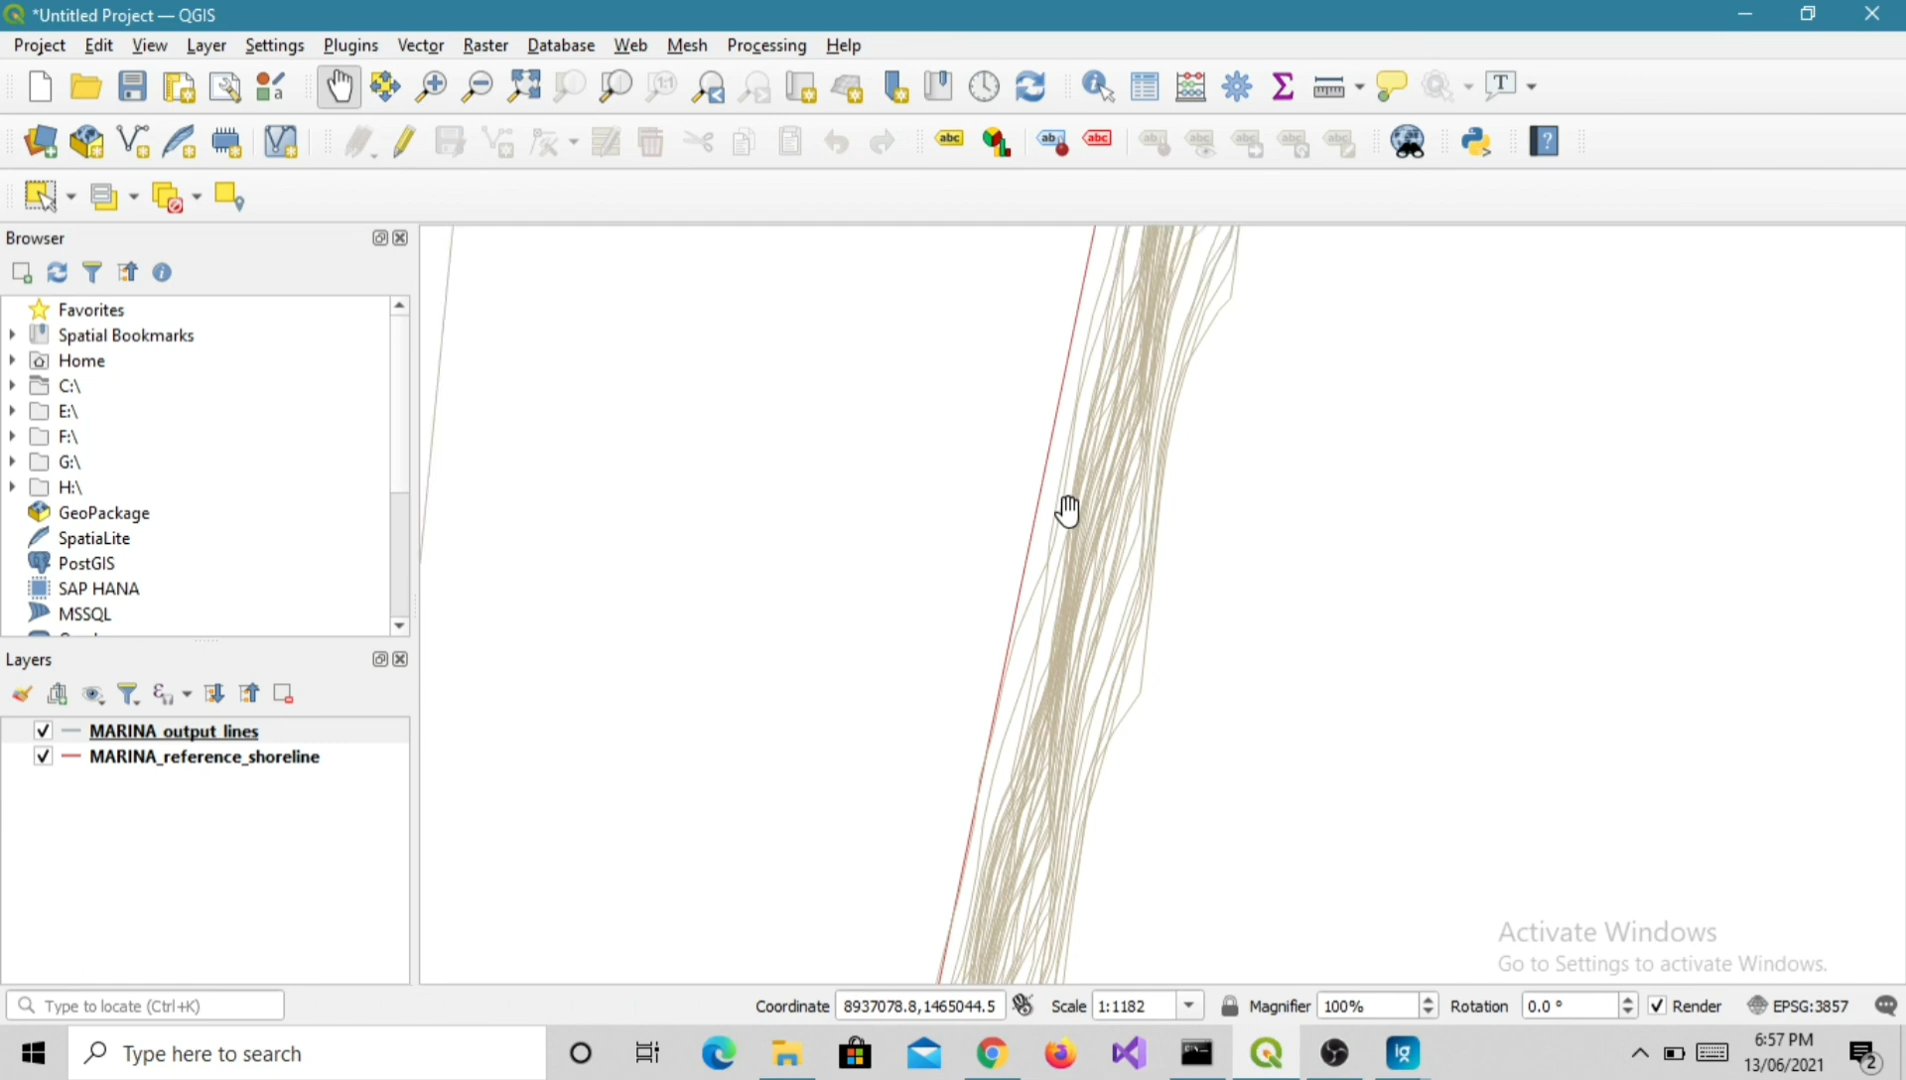 *Untitled Project — QGIS
Project Edit View Layer Settings Plugins Vector Raster Database Web Mesh Processing Help
Browser
Favorites
Spatial Bookmarks
Home
C:\
E:\
F:\
G:\
H:\
GeoPackage
SpatiaLite
PostGIS
SAP HANA
MSSQL
Layers
MARINA_output_lines
MARINA_reference_shoreline
Activate Windows
Go to Settings to activate Windows.
Type to locate (Ctrl+K)
Coordinate 8937078.8,1465044.5 Scale 1:1182 Magnifier 100% Rotation 0.0 ° Render EPSG:3857
Type here to search
6:57 PM
13/06/2021
2